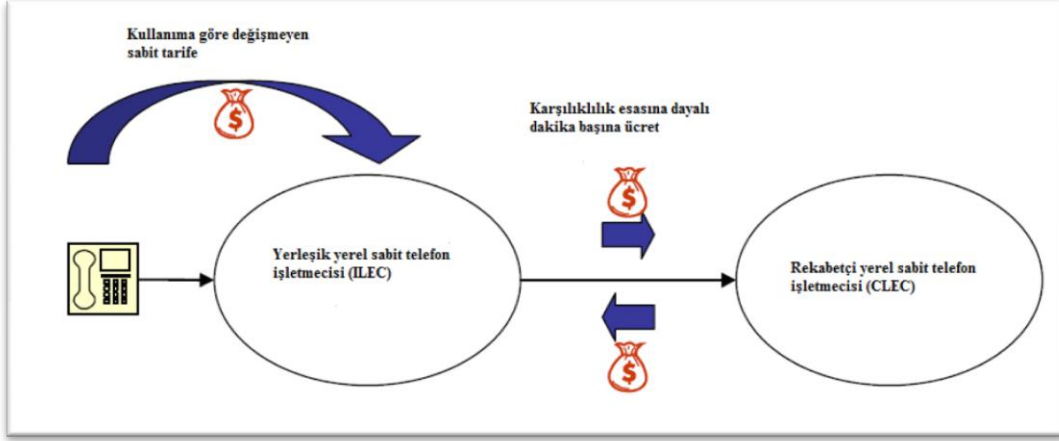 Kullanıma göre değişmeyen
sabit tarife
Karşılıklılık esasına dayalı
dakika başına ücret
Yerleşik yerel sabit telefon
işletmecisi (ILEC)
Rekabetçi yerel sabit telefon
işletmecisi (CLEC)
$
$
$